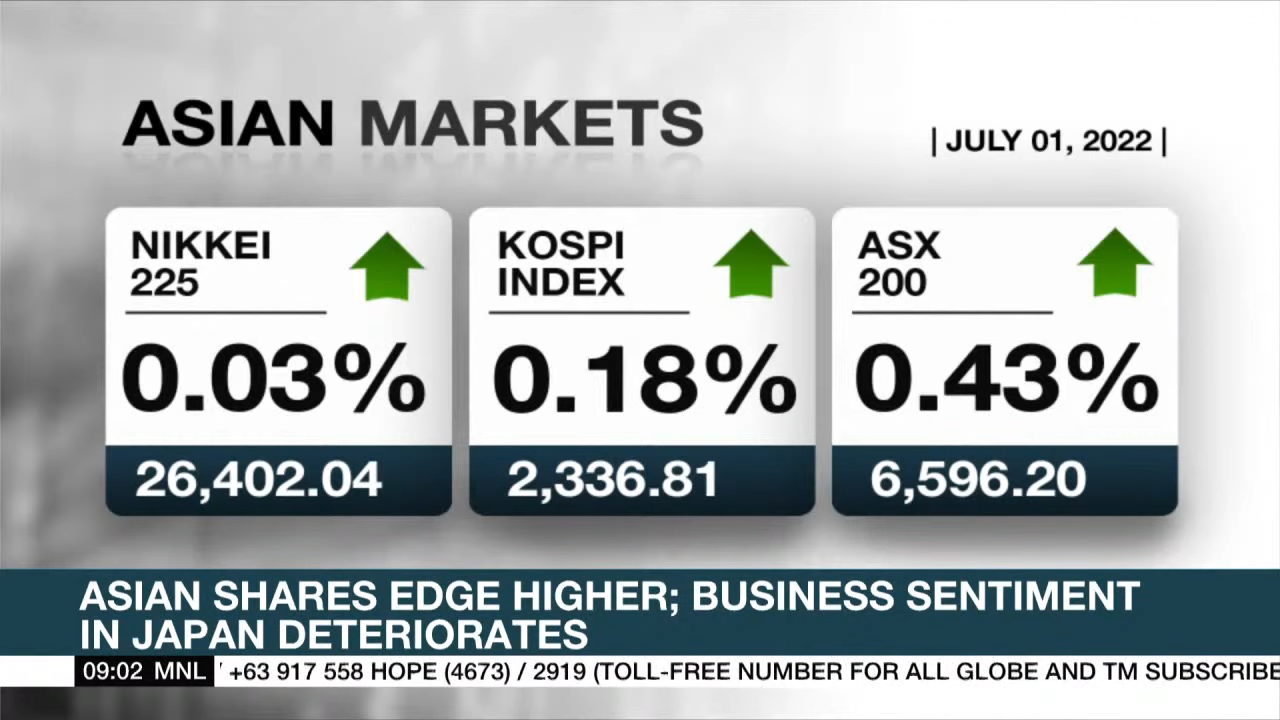 ASIAN MARKETS
| JULY 01, 2022 |
NIKKEI
225
0.03%
26,402.04
KOSPI
INDEX
0.18%
2,336.81
ASX
200
0.43%
6,596.20
ASIAN SHARES EDGE HIGHER; BUSINESS SENTIMENT
IN JAPAN DETERIORATES
09:02 MNL
+63 917 558 HOPE (4673) / 2919 (TOLL-FREE NUMBER FOR ALL GLOBE AND TM SUBSCRIBE